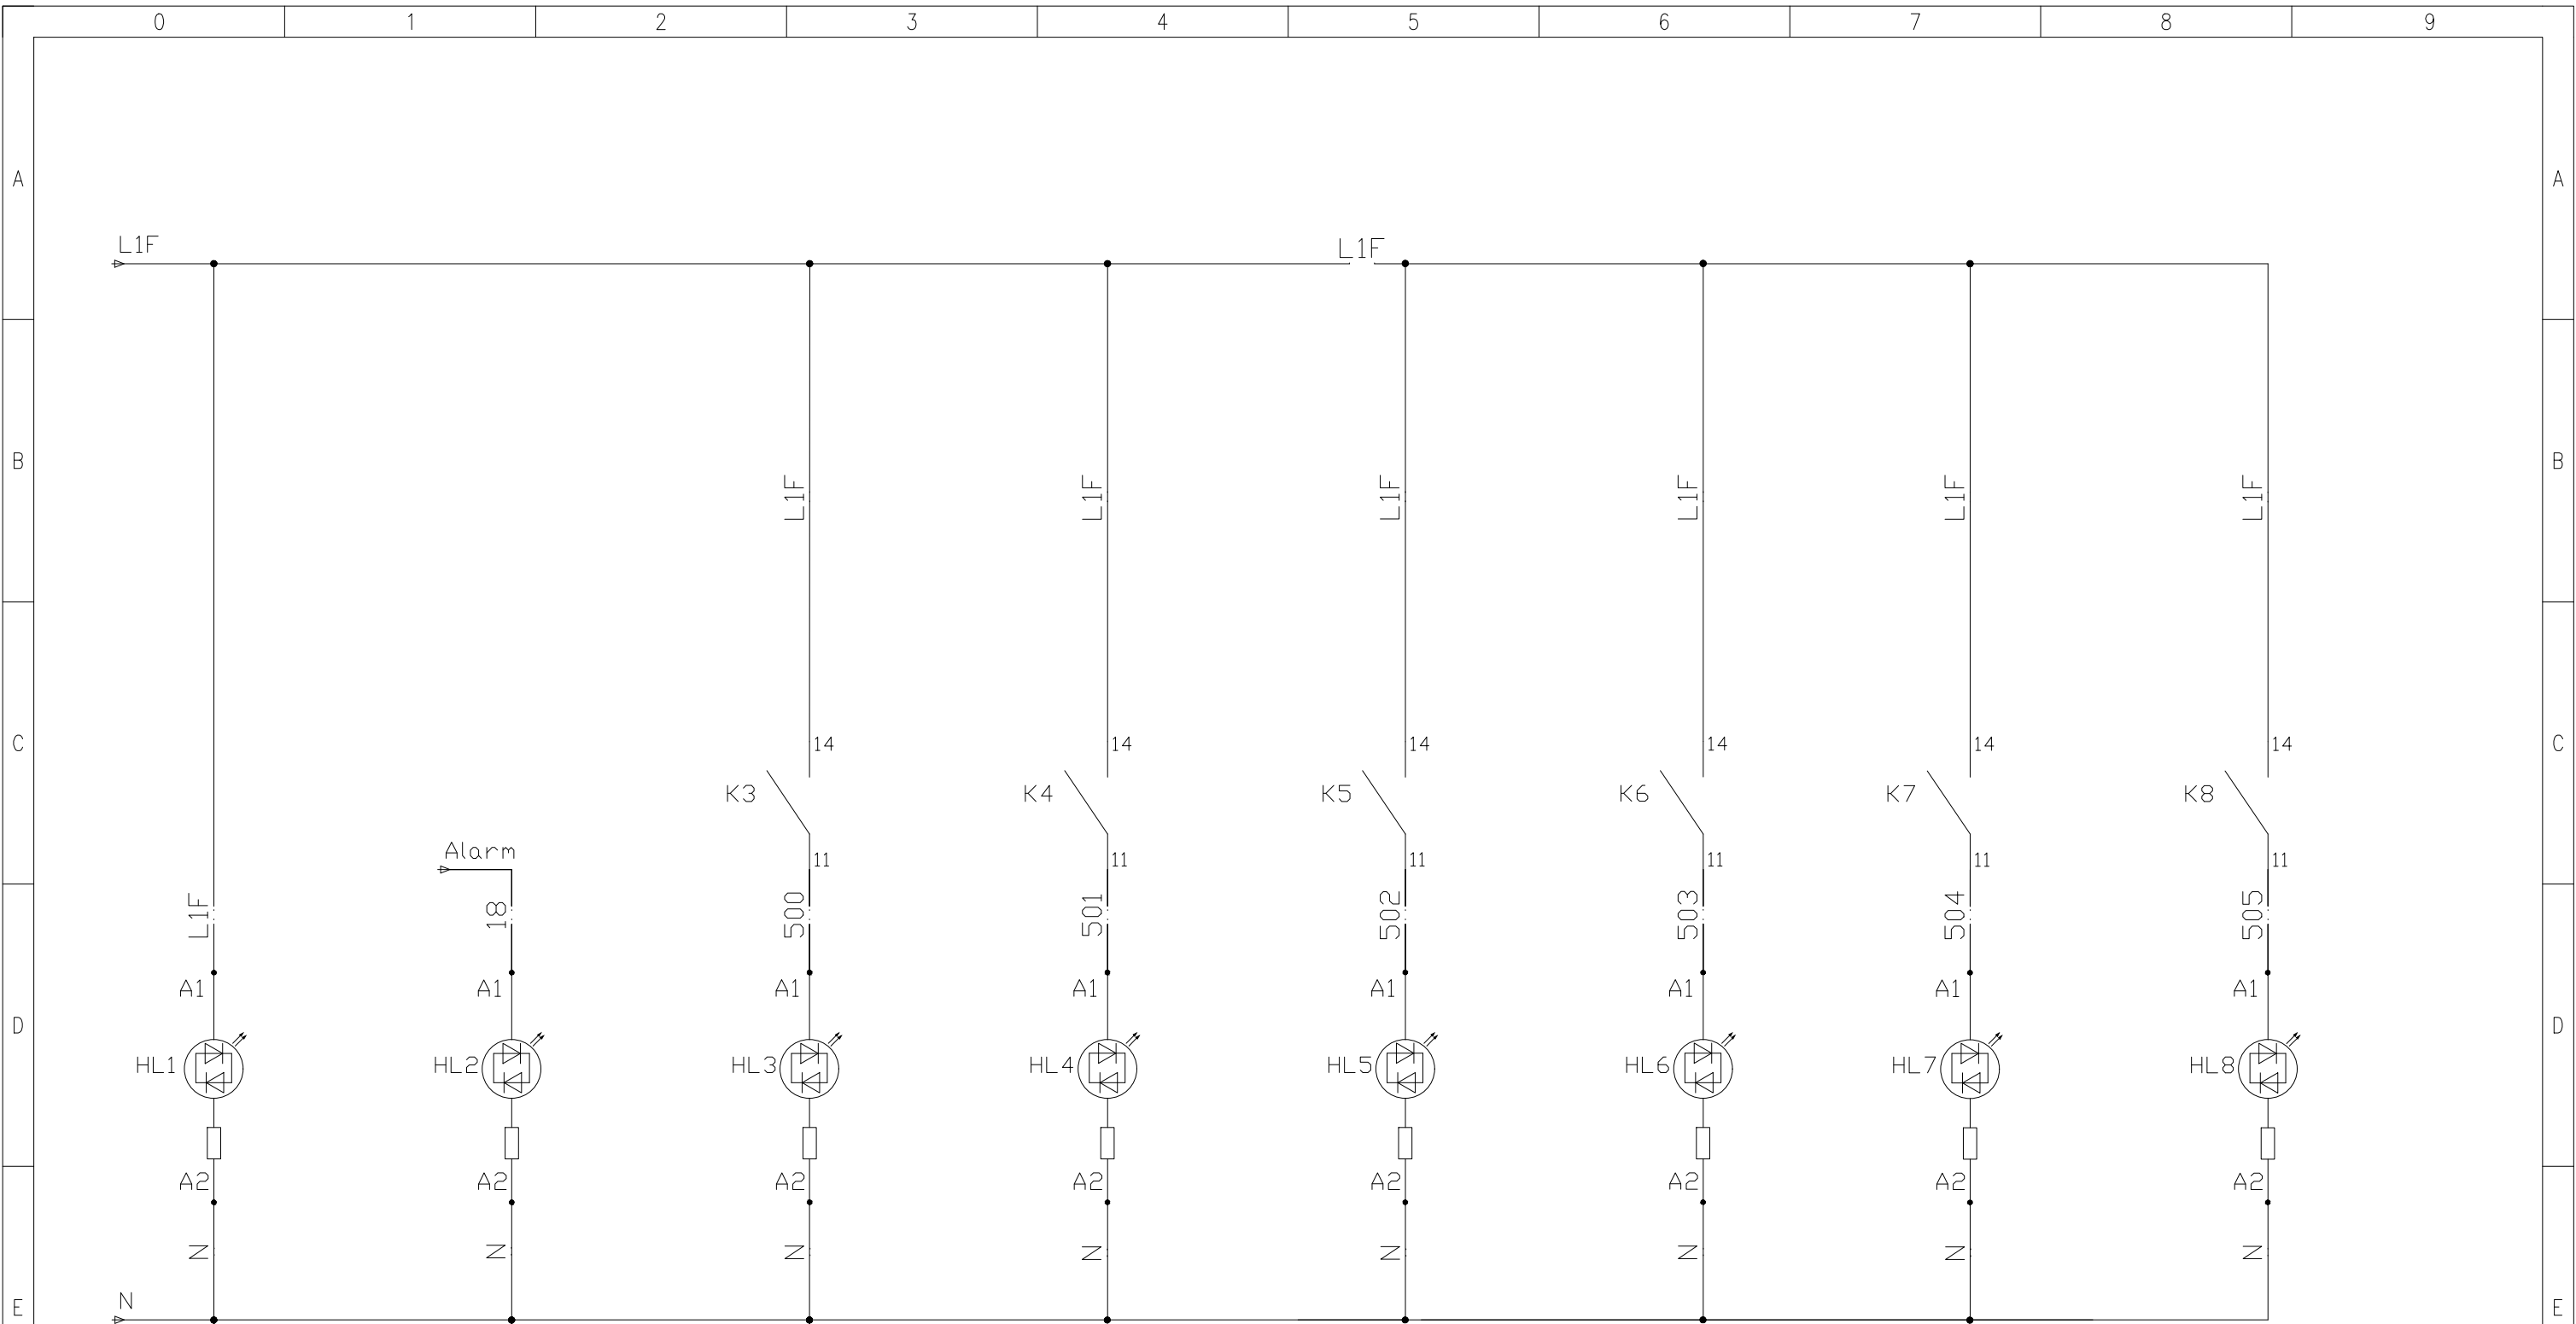 0 1 2 3 4 5 6 7 8 9
A A
L1F L1F
B B
L1F L1F L1F L1F L1F L1F
C C
14 14 14 14 14 14
K3 K4 K5 K6 K7 K8
Alarm
11 11 11 11 11 11
L1F 18 500 501 502 503 504 505
A1 A1 A1 A1 A1 A1 A1 A1
D D
HL1 HL2 HL3 HL4 HL5 HL6 HL7 HL8
A2 A2 A2 A2 A2 A2 A2 A2
N N N N N N N N
N
E E